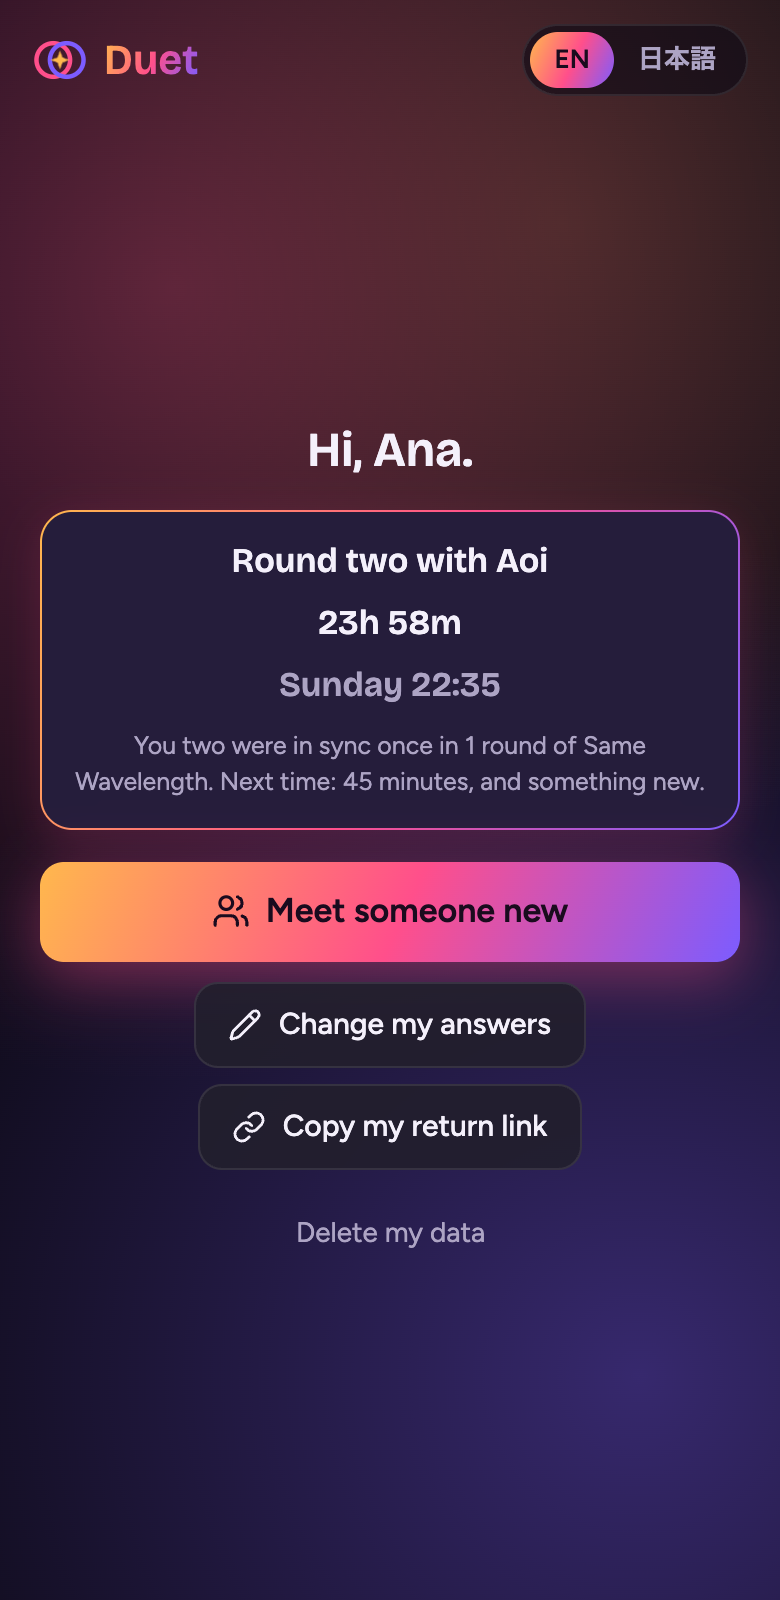 Duet
EN
日本語
Hi, Ana.
Round two with Aoi
23h 58m
Sunday 22:35
You two were in sync once in 1 round of Same
Wavelength. Next time: 45 minutes, and something new.
Meet someone new
Change my answers
Copy my return link
Delete my data